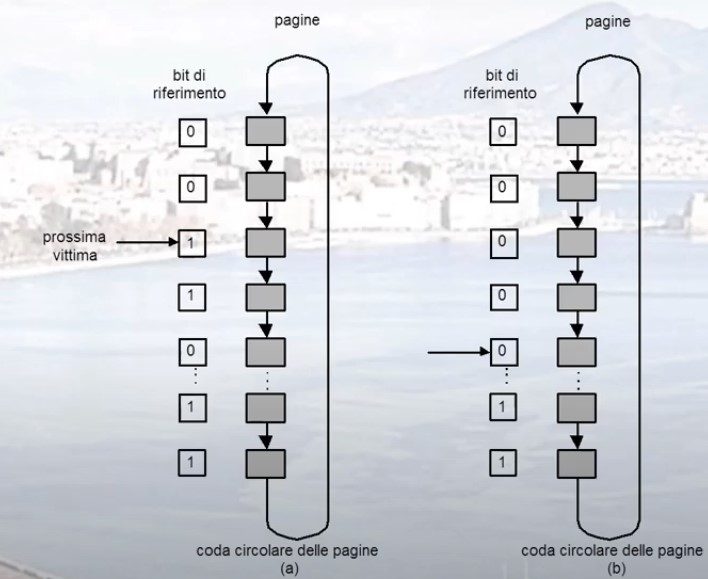 pagine
bit di
riferimento
0
0
prossima
vittima
1
1
0
1
1
coda circolare delle pagine
(a)
pagine
bit di
riferimento
0
0
0
0
0
1
1
coda circolare delle pagine
(b)